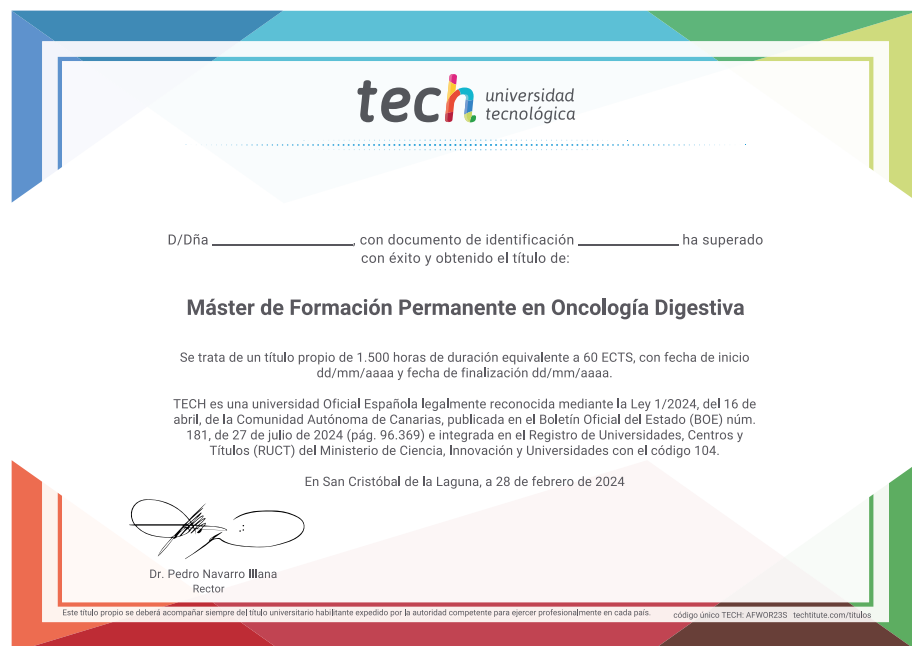 tech universidad
tecnológica
D/Dña ________________, con documento de identificación ____________ ha superado
con éxito y obtenido el título de:
Máster de Formación Permanente en Oncología Digestiva
Se trata de un título propio de 1.500 horas de duración equivalente a 60 ECTS, con fecha de inicio
dd/mm/aaaa y fecha de finalización dd/mm/aaaa.
TECH es una universidad Oficial Española legalmente reconocida mediante la Ley 1/2024, del 16 de
abril, de la Comunidad Autónoma de Canarias, publicada en el Boletín Oficial del Estado (BOE) núm.
181, de 27 de julio de 2024 (pág. 96.369) e integrada en el Registro de Universidades, Centros y
Títulos (RUCT) del Ministerio de Ciencia, Innovación y Universidades con el código 104.
En San Cristóbal de la Laguna, a 28 de febrero de 2024
Dr. Pedro Navarro Illana
Rector
Este título propio se deberá acompañar siempre del título universitario habilitante expedido por la autoridad competente para ejercer profesionalmente en cada país.
código único TECH: AFWOR23S techtitute.com/titulos